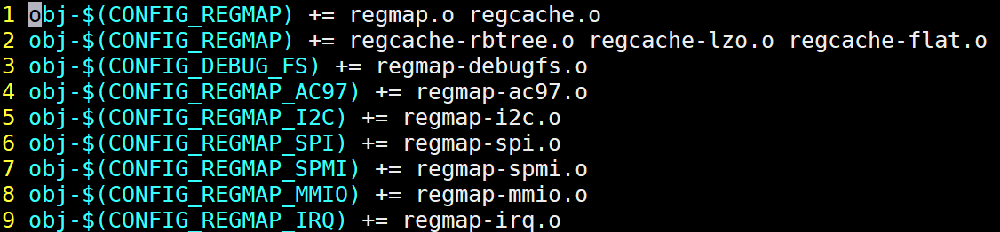 1 obj-$(CONFIG_REGMAP) += regmap.o regcache.o
2 obj-$(CONFIG_REGMAP) += regcache-rbtree.o regcache-lzo.o regcache-flat.o
3 obj-$(CONFIG_DEBUG_FS) += regmap-debugfs.o
4 obj-$(CONFIG_REGMAP_AC97) += regmap-ac97.o
5 obj-$(CONFIG_REGMAP_I2C) += regmap-i2c.o
6 obj-$(CONFIG_REGMAP_SPI) += regmap-spi.o
7 obj-$(CONFIG_REGMAP_SPMI) += regmap-spmi.o
8 obj-$(CONFIG_REGMAP_MMIO) += regmap-mmio.o
9 obj-$(CONFIG_REGMAP_IRQ) += regmap-irq.o